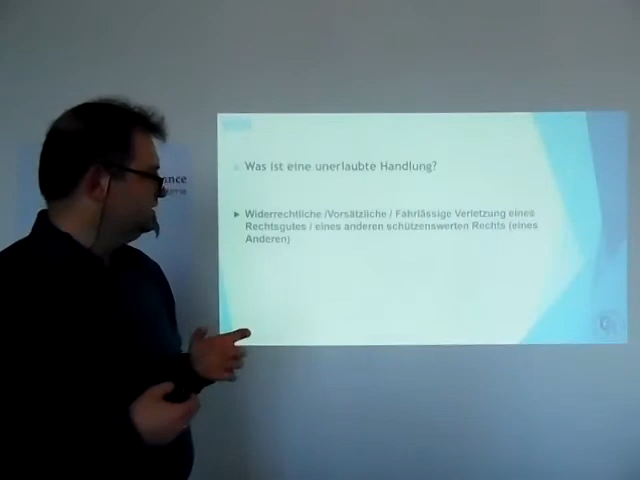 Was ist eine unerlaubte Handlung?
Widerrechtliche /Vorsätzliche / Fahrlässige Verletzung eines
Rechtsgutes / eines anderen schützenswerten Rechts (eines
Anderen)